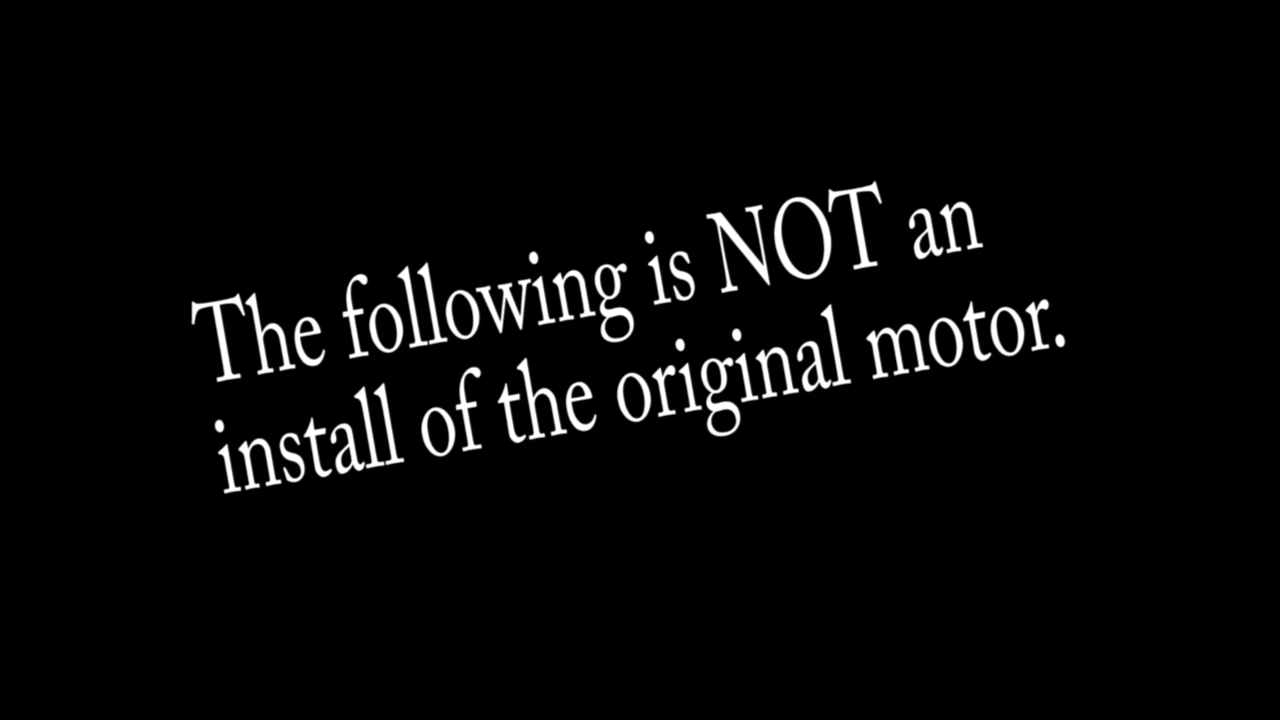 The following is NOT an
install of the original motor.